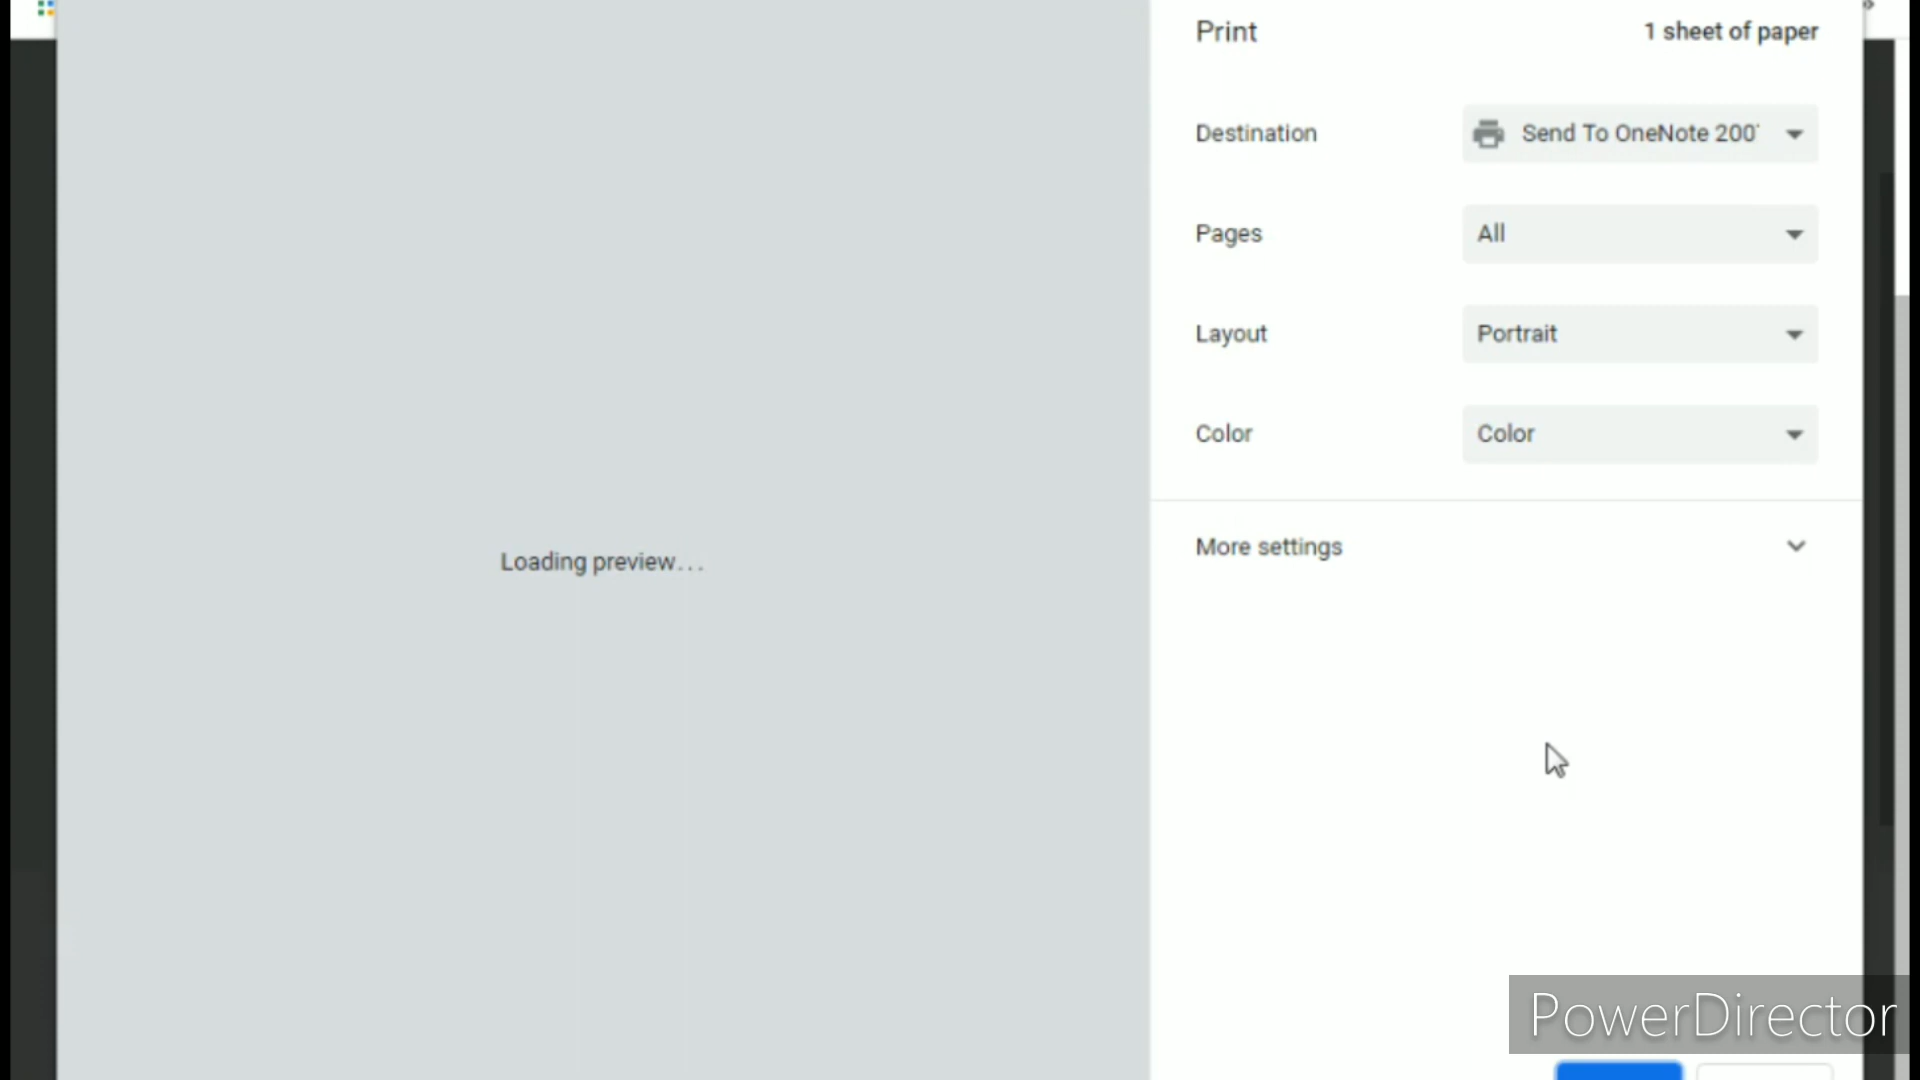 Print
1 sheet of paper
Destination
Send To OneNote 200
Pages
All
Layout
Portrait
Color
Color
More settings
Loading preview...
PowerDirector